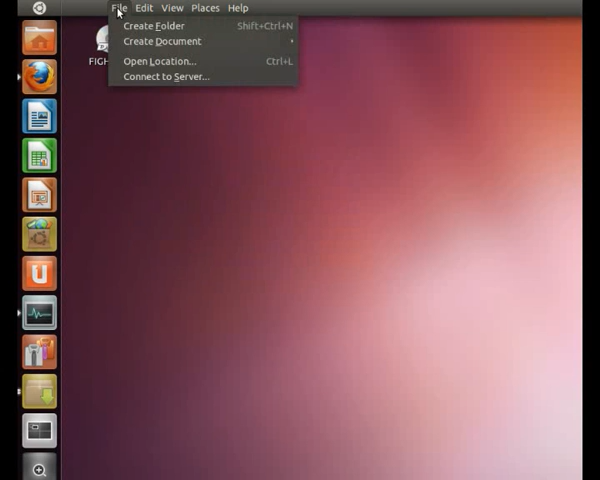 File Edit View Places Help
Create Folder Shift+Ctrl+N
Create Document
Open Location... Ctrl+L
Connect to Server...
FIGH
U